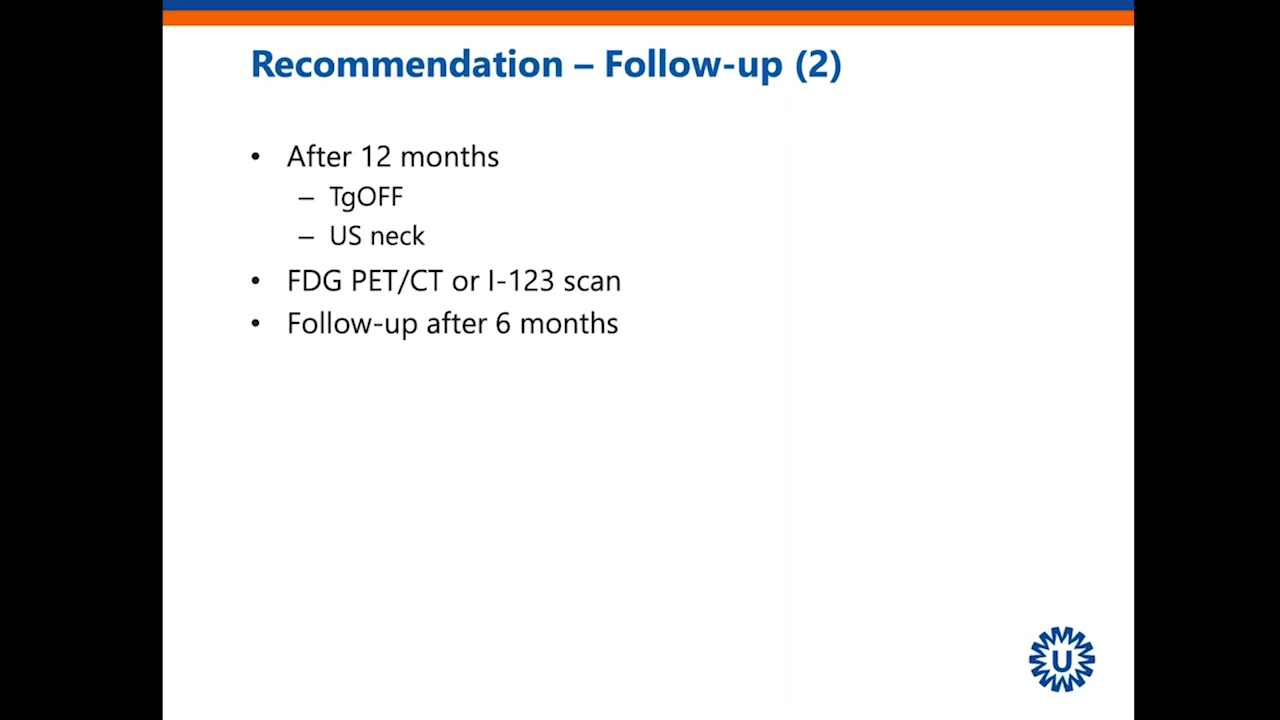 Recommendation – Follow-up (2)
• After 12 months
– TgOFF
– US neck
• FDG PET/CT or I-123 scan
• Follow-up after 6 months
U